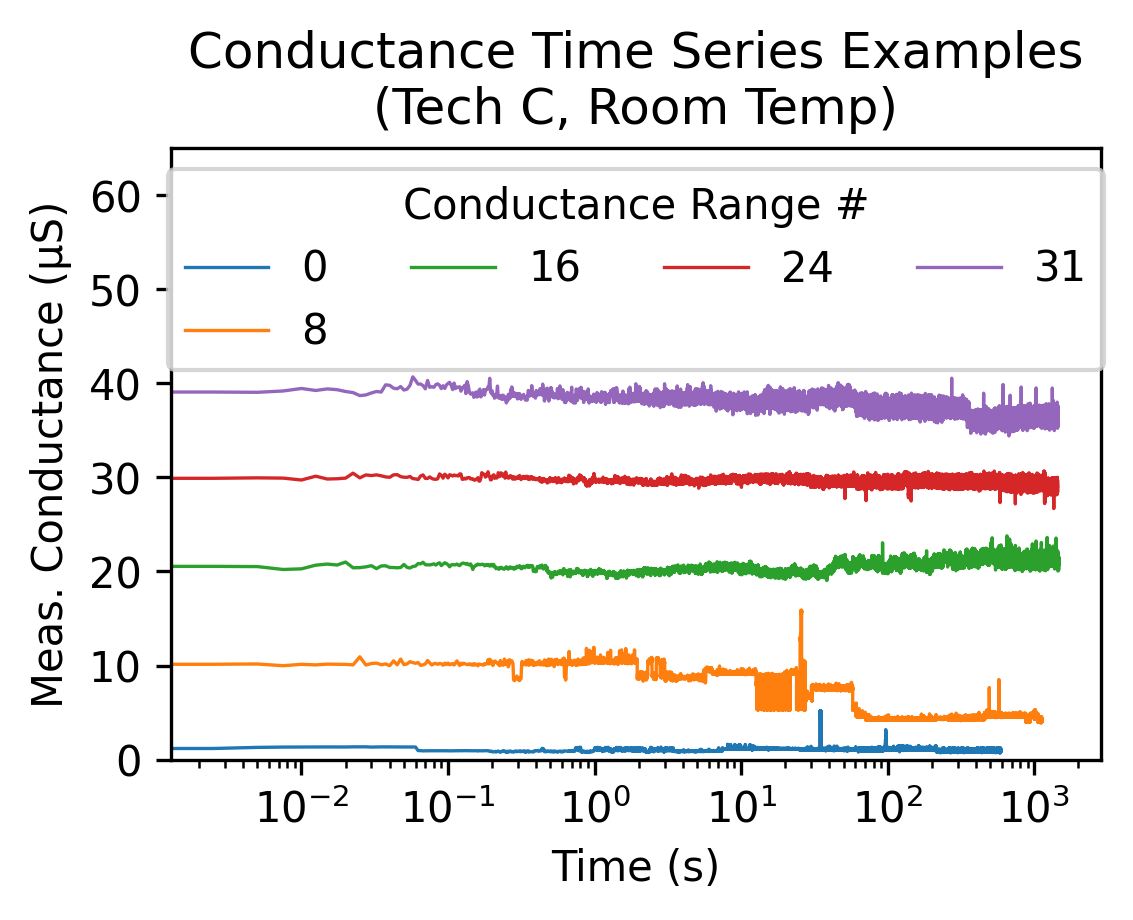 Conductance Time Series Examples
(Tech C, Room Temp)
Meas. Conductance (µS)
60
50
40
30
20
10
0
Conductance Range #
0 16 24 31
8
10⁻² 10⁻¹ 10⁰ 10¹ 10² 10³
Time (s)